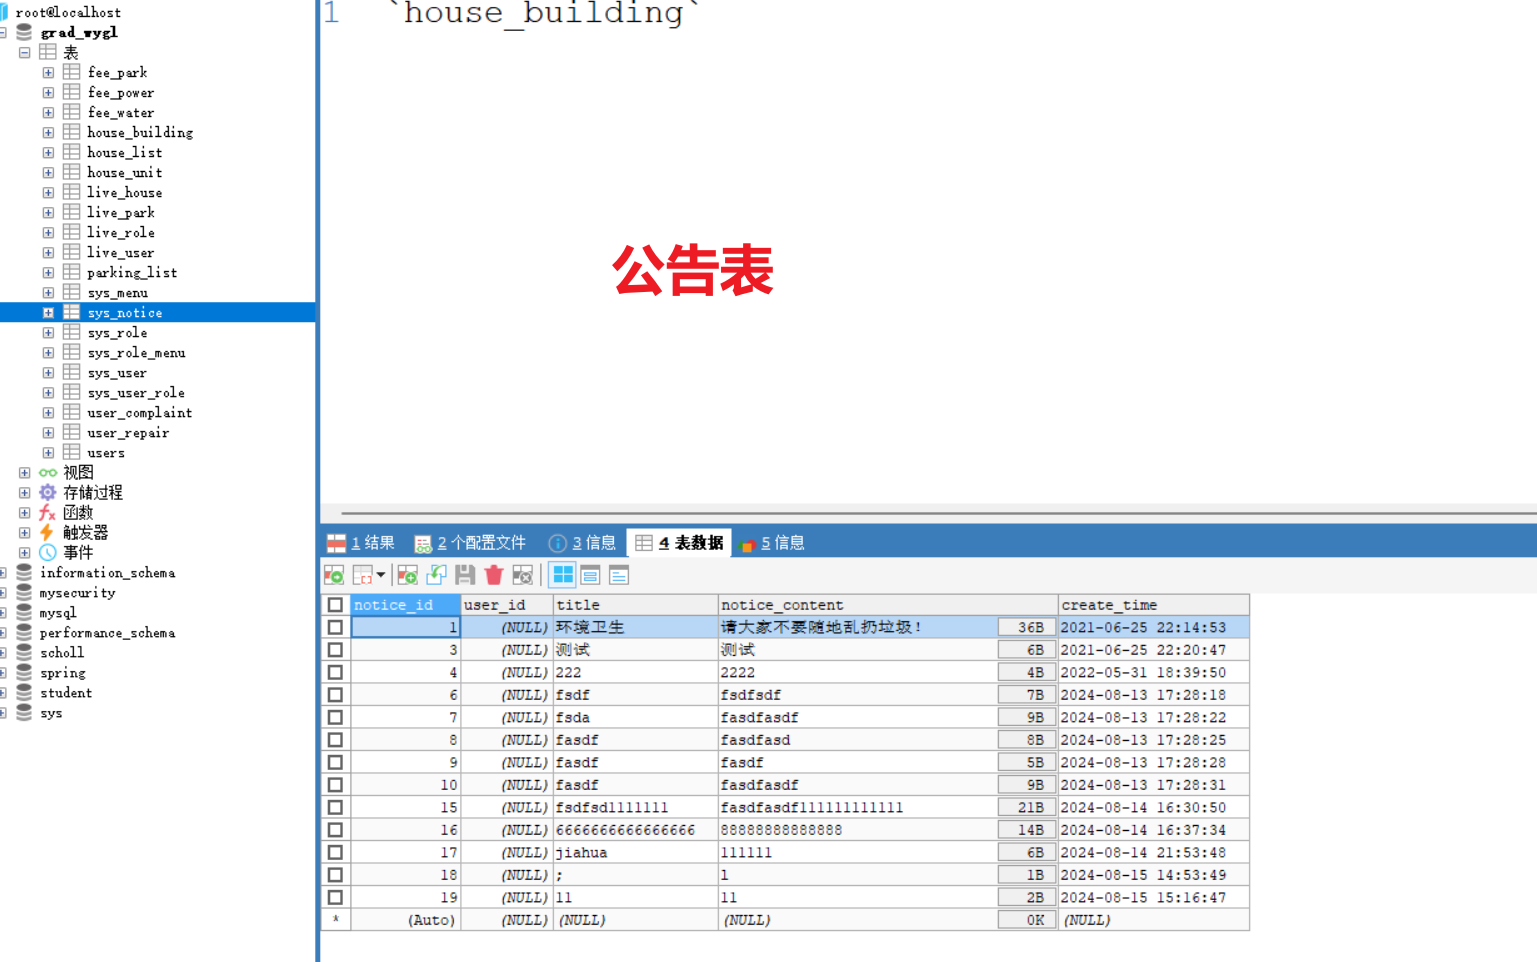 root@localhost
grad_wygl
表
fee_park
fee_power
fee_water
house_building
house_list
house_unit
live_house
live_park
live_role
live_user
parking_list
sys_menu
sys_notice
sys_role
sys_role_menu
sys_user
sys_user_role
user_complaint
user_repair
users
视图
存储过程
函数
触发器
事件
information_schema
mysecurity
mysql
performance_schema
scholl
spring
student
sys
1 `house_building`
公告表
1 结果 2 个配置文件 3 信息 4 表数据 5 信息
notice_id user_id title notice_content create_time
1 (NULL) 环境卫生 请大家不要随地乱扔垃圾! 36B 2021-06-25 22:14:53
3 (NULL) 测试 测试 6B 2021-06-25 22:20:47
4 (NULL) 222 2222 4B 2022-05-31 18:39:50
6 (NULL) fsdf fsdfsdf 7B 2024-08-13 17:28:18
7 (NULL) fsda fasdfasdf 9B 2024-08-13 17:28:22
8 (NULL) fasdf fasdfasd 8B 2024-08-13 17:28:25
9 (NULL) fasdf fasdf 5B 2024-08-13 17:28:28
10 (NULL) fasdf fasdfasdf 9B 2024-08-13 17:28:31
15 (NULL) fsdfsd1111111 fasdfasdf111111111111 21B 2024-08-14 16:30:50
16 (NULL) 6666666666666666 88888888888888 14B 2024-08-14 16:37:34
17 (NULL) jiahua 111111 6B 2024-08-14 21:53:48
18 (NULL) ; 1 1B 2024-08-15 14:53:49
19 (NULL) 11 11 2B 2024-08-15 15:16:47
* (Auto) (NULL) (NULL) (NULL) 0K (NULL)